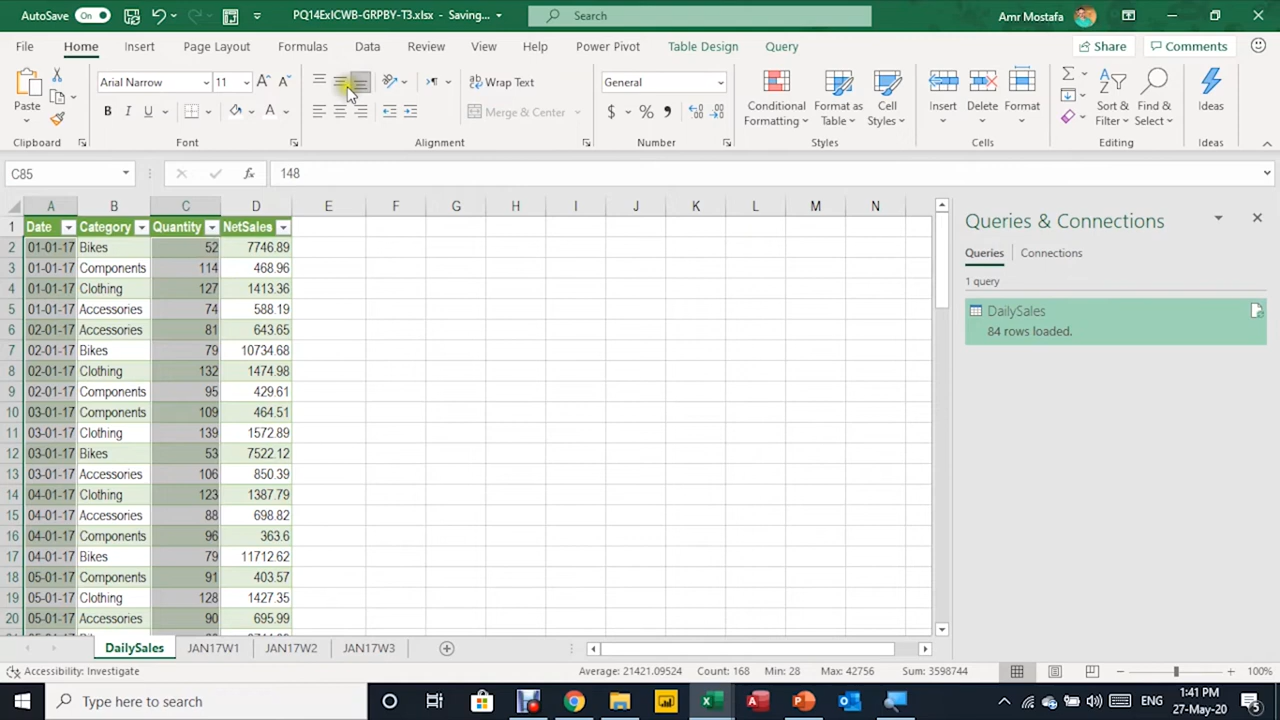 AutoSave On PQ14ExICWB-GRPBY-T3.xlsx - Saving... Search Amr Mostafa
File Home Insert Page Layout Formulas Data Review View Help Power Pivot Table Design Query Share Comments
Paste Arial Narrow 11 Wrap Text General Conditional Formatting Format as Table Cell Styles Insert Delete Format Sort & Filter Find & Select Ideas
B I U Merge & Center $ %
Clipboard Font Alignment Number Styles Cells Editing Ideas
C85 fx 148
A B C D E F G H I J K L M N
1 Date Category Quantity NetSales
2 01-01-17 Bikes 52 7746.89
3 01-01-17 Components 114 468.96
4 01-01-17 Clothing 127 1413.36
5 01-01-17 Accessories 74 588.19
6 02-01-17 Accessories 81 643.65
7 02-01-17 Bikes 79 10734.68
8 02-01-17 Clothing 132 1474.98
9 02-01-17 Components 95 429.61
10 03-01-17 Components 109 464.51
11 03-01-17 Clothing 139 1572.89
12 03-01-17 Bikes 53 7522.12
13 03-01-17 Accessories 106 850.39
14 04-01-17 Clothing 123 1387.79
15 04-01-17 Accessories 88 698.82
16 04-01-17 Components 96 363.6
17 04-01-17 Bikes 79 11712.62
18 05-01-17 Components 91 403.57
19 05-01-17 Clothing 128 1427.35
20 05-01-17 Accessories 90 695.99
Queries & Connections
Queries Connections
1 query
DailySales
84 rows loaded.
DailySales JAN17W1 JAN17W2 JAN17W3
Accessibility: Investigate Average: 21421.09524 Count: 168 Min: 28 Max: 42756 Sum: 3598744 100%
Type here to search ENG 1:41 PM
27-May-20 5